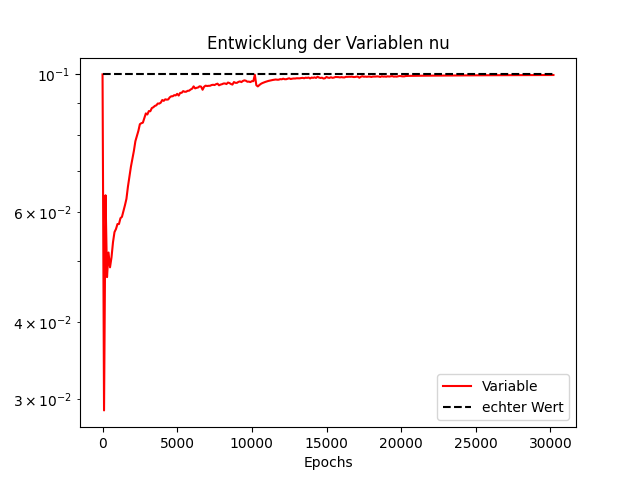 Entwicklung der Variablen nu
10⁻¹
6 × 10⁻²
4 × 10⁻²
3 × 10⁻²
Variable
echter Wert
0 5000 10000 15000 20000 25000 30000
Epochs